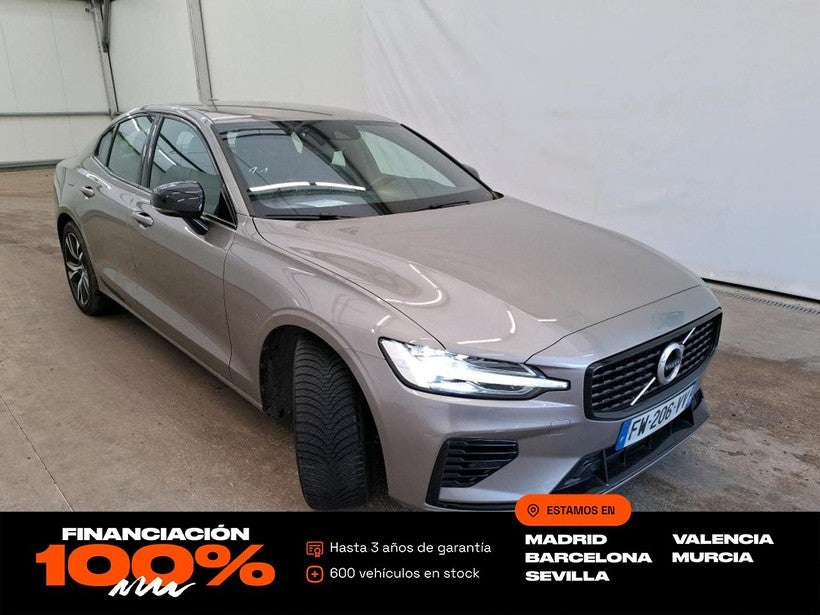 VOLVO
FW-206-VV
FINANCIACIÓN
100%
Hasta 3 años de garantía
600 vehículos en stock
ESTAMOS EN
MADRID
BARCELONA
SEVILLA
VALENCIA
MURCIA